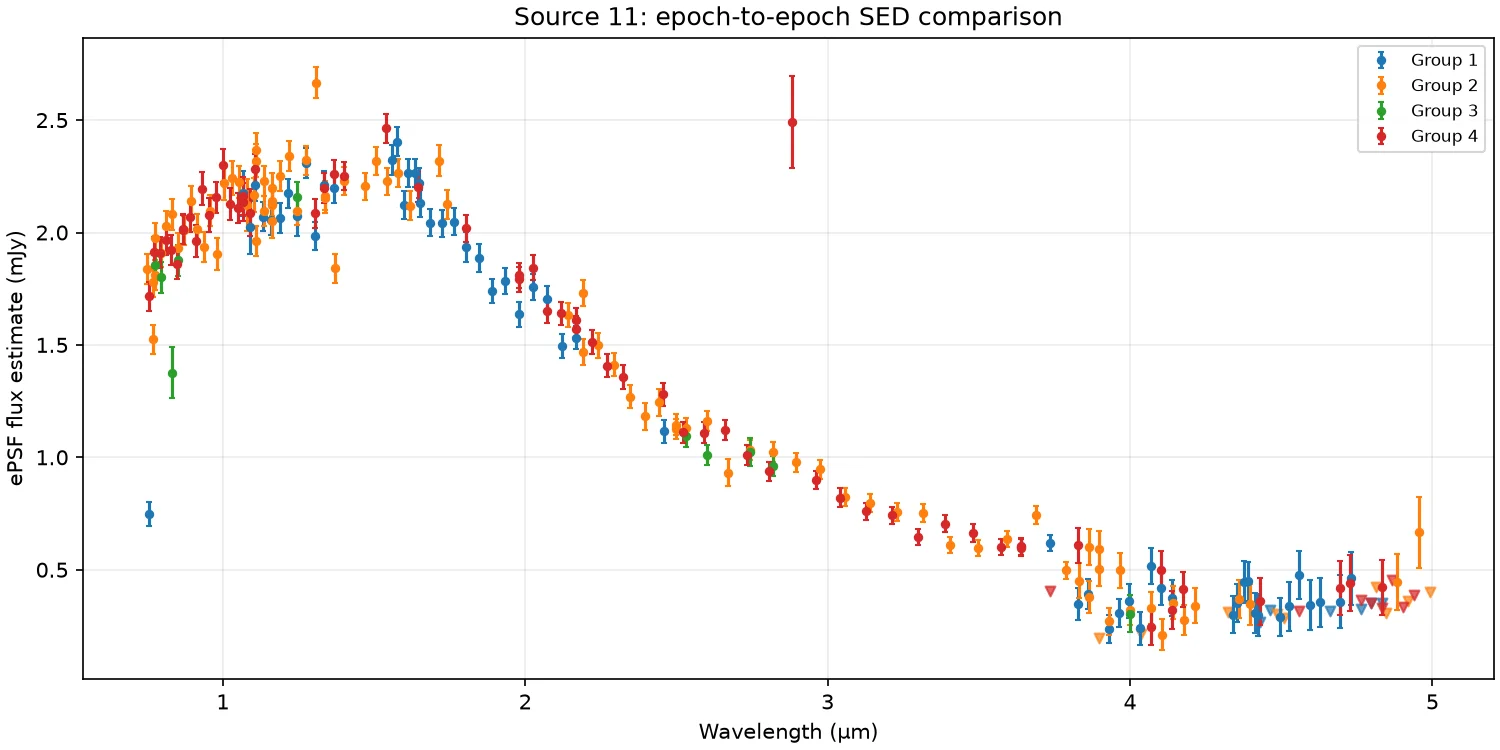 Source 11: epoch-to-epoch SED comparison
ePSF flux estimate (mJy)
2.5
2.0
1.5
1.0
0.5
Group 1
Group 2
Group 3
Group 4
1 2 3 4 5
Wavelength (µm)